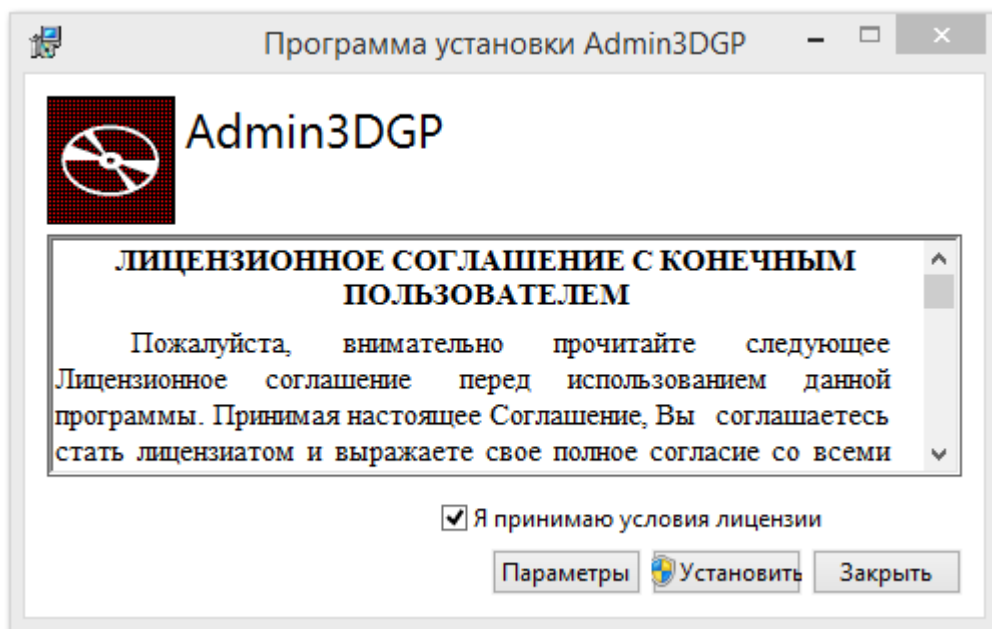 Программа установки Admin3DGP
Admin3DGP
ЛИЦЕНЗИОННОЕ СОГЛАШЕНИЕ С КОНЕЧНЫМ
ПОЛЬЗОВАТЕЛЕМ
Пожалуйста, внимательно прочитайте следующее
Лицензионное соглашение перед использованием данной
программы. Принимая настоящее Соглашение, Вы соглашаетесь
стать лицензиатом и выражаете свое полное согласие со всеми
Я принимаю условия лицензии
Параметры Установить Закрыть